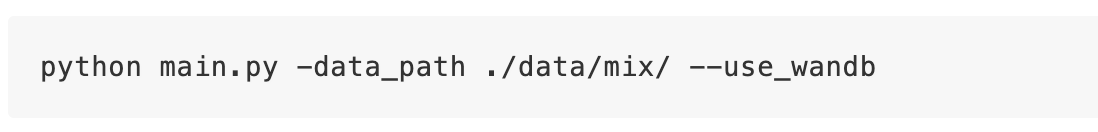 python main.py -data_path ./data/mix/ --use_wandb